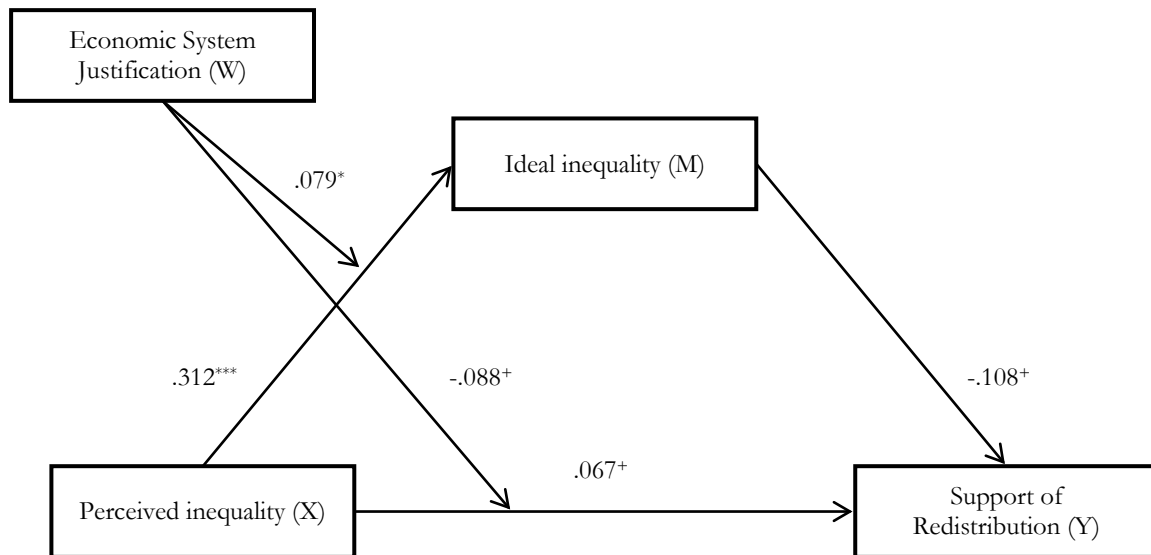 Economic System
Justification (W)
Ideal inequality (M)
.079*
.312***
-.088+
-.108+
.067+
Perceived inequality (X)
Support of
Redistribution (Y)